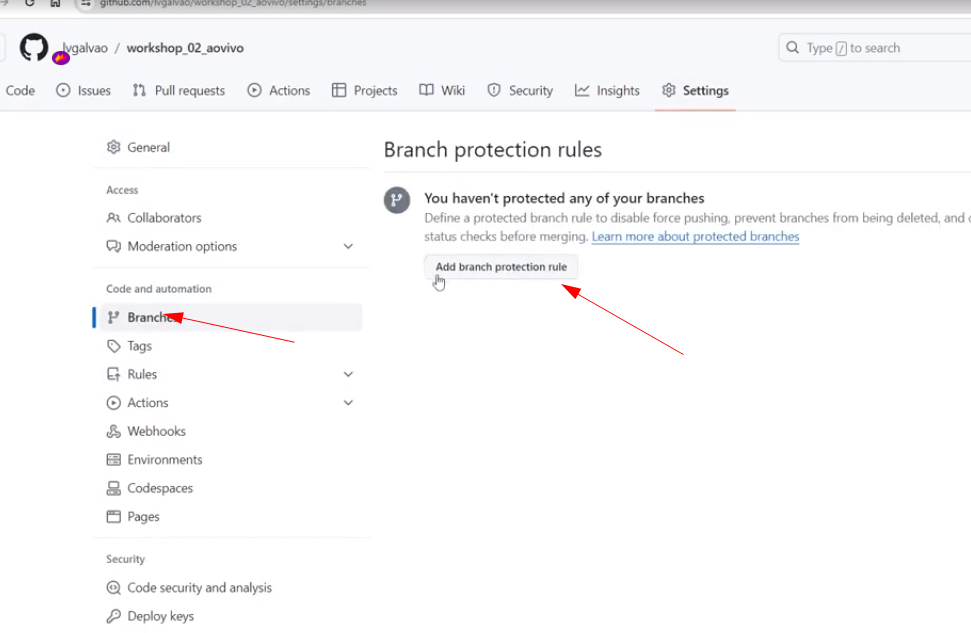 github.com/lvgalvao/workshop_02_aovivo/settings/branches
lvgalvao / workshop_02_aovivo
Type / to search
Code Issues Pull requests Actions Projects Wiki Security Insights Settings
General
Access
Collaborators
Moderation options
Code and automation
Branches
Tags
Rules
Actions
Webhooks
Environments
Codespaces
Pages
Security
Code security and analysis
Deploy keys
Branch protection rules
You haven't protected any of your branches
Define a protected branch rule to disable force pushing, prevent branches from being deleted, and
status checks before merging. Learn more about protected branches
Add branch protection rule